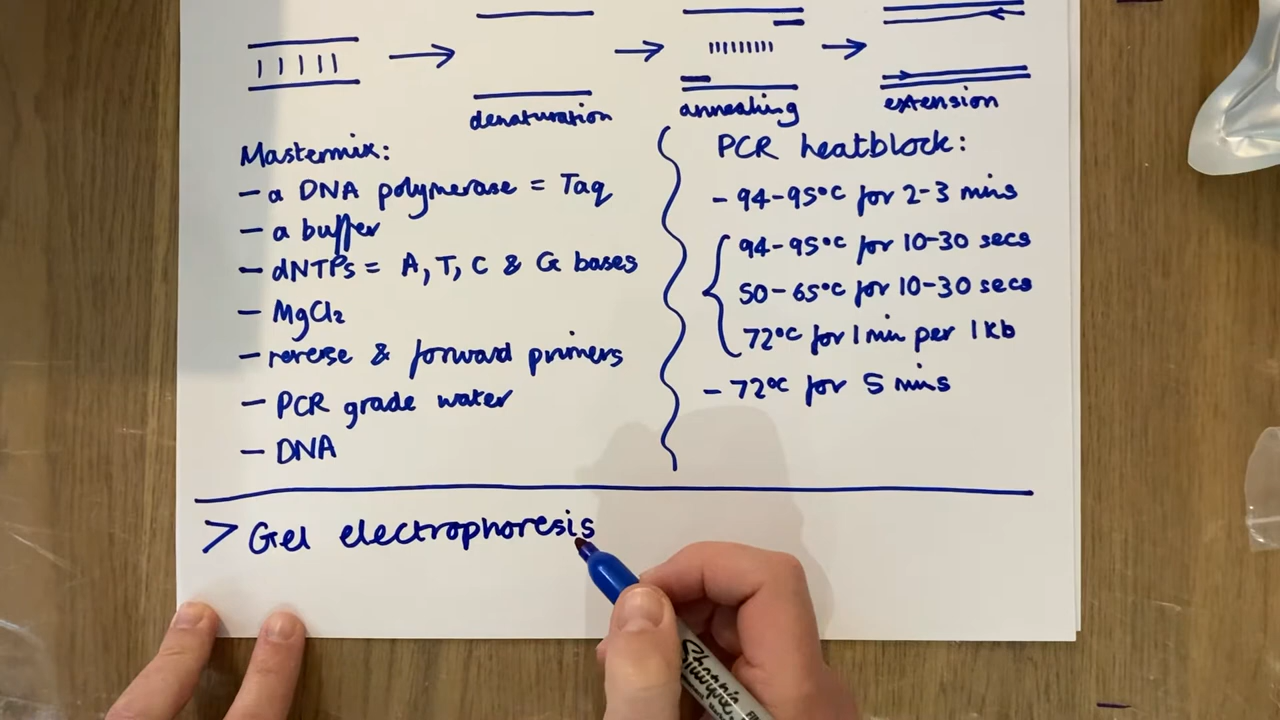 denaturation
annealing
extension
Mastermix:
- a DNA polymerase = Taq
- a buffer
- dNTPs = A, T, C & G bases
- MgCl2
- reverse & forward primers
- PCR grade water
- DNA
PCR heatblock:
- 94-95°C for 2-3 mins
94-95°C for 10-30 secs
50-65°C for 10-30 secs
72°C for 1 min per 1 kb
- 72°C for 5 mins
> Gel electrophoresis
Sharpie